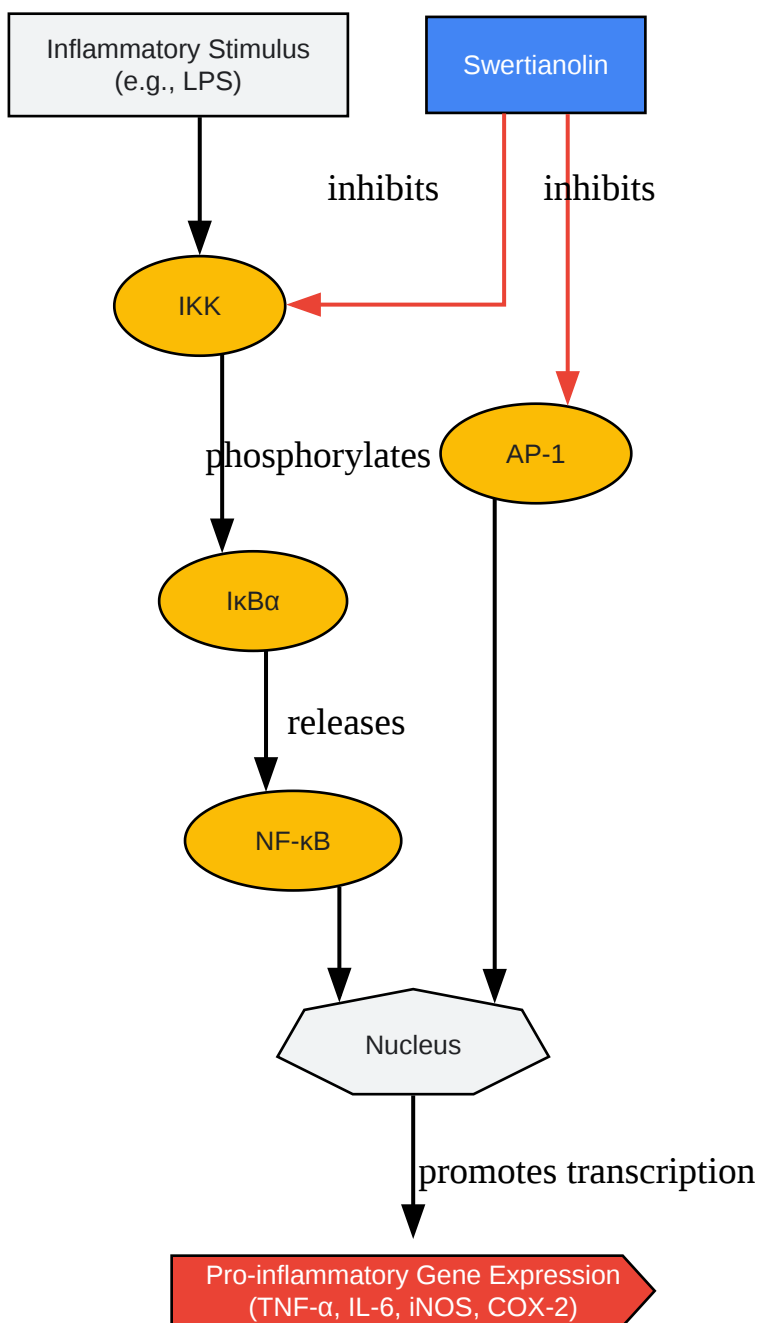 Inflammatory Stimulus
(e.g., LPS)
Swertianolin
inhibits
inhibits
IKK
phosphorylates
AP-1
IκBα
releases
NF-κB
Nucleus
promotes transcription
Pro-inflammatory Gene Expression
(TNF-α, IL-6, iNOS, COX-2)